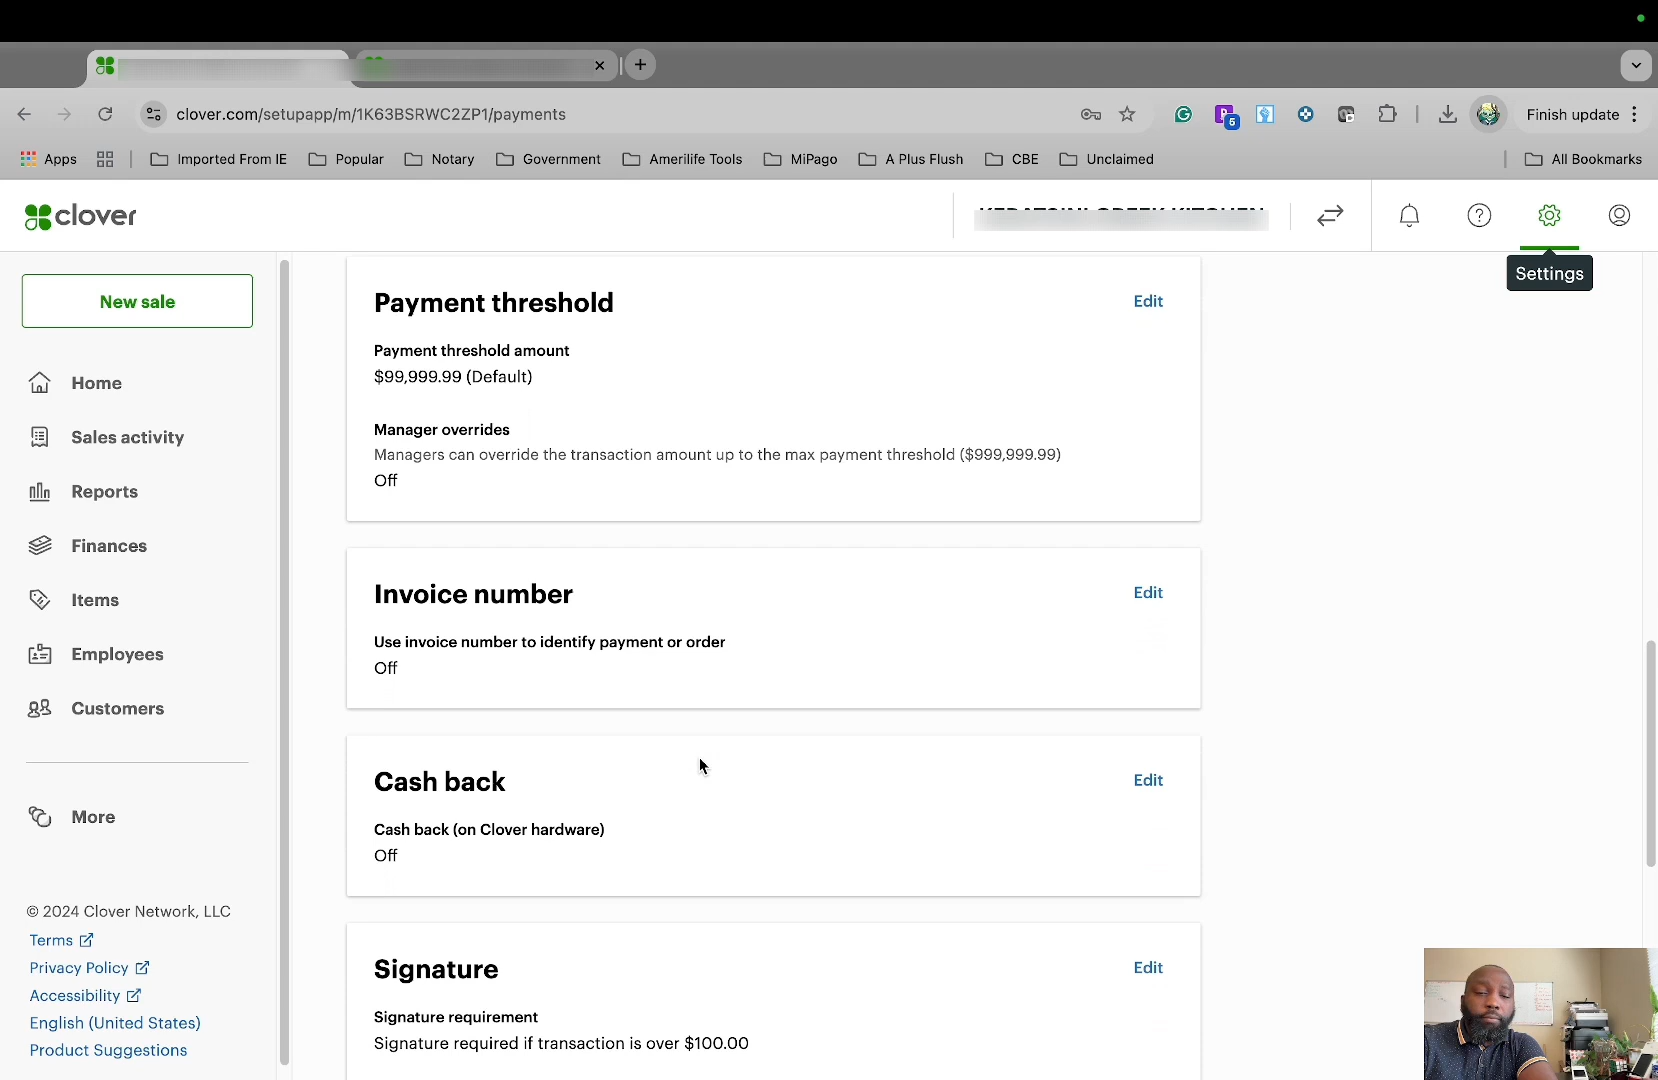 clover.com/setupapp/m/1K63BSRWC2ZP1/payments
6
Finish update
Apps
Imported From IE
Popular
Notary
Government
Amerilife Tools
MiPago
A Plus Flush
CBE
Unclaimed
All Bookmarks
clover
Settings
New sale
Home
Sales activity
Reports
Finances
Items
Employees
Customers
More
© 2024 Clover Network, LLC
Terms
Privacy Policy
Accessibility
English (United States)
Product Suggestions
Payment threshold
Edit
Payment threshold amount
$99,999.99 (Default)
Manager overrides
Managers can override the transaction amount up to the max payment threshold ($999,999.99)
Off
Invoice number
Edit
Use invoice number to identify payment or order
Off
Cash back
Edit
Cash back (on Clover hardware)
Off
Signature
Edit
Signature requirement
Signature required if transaction is over $100.00